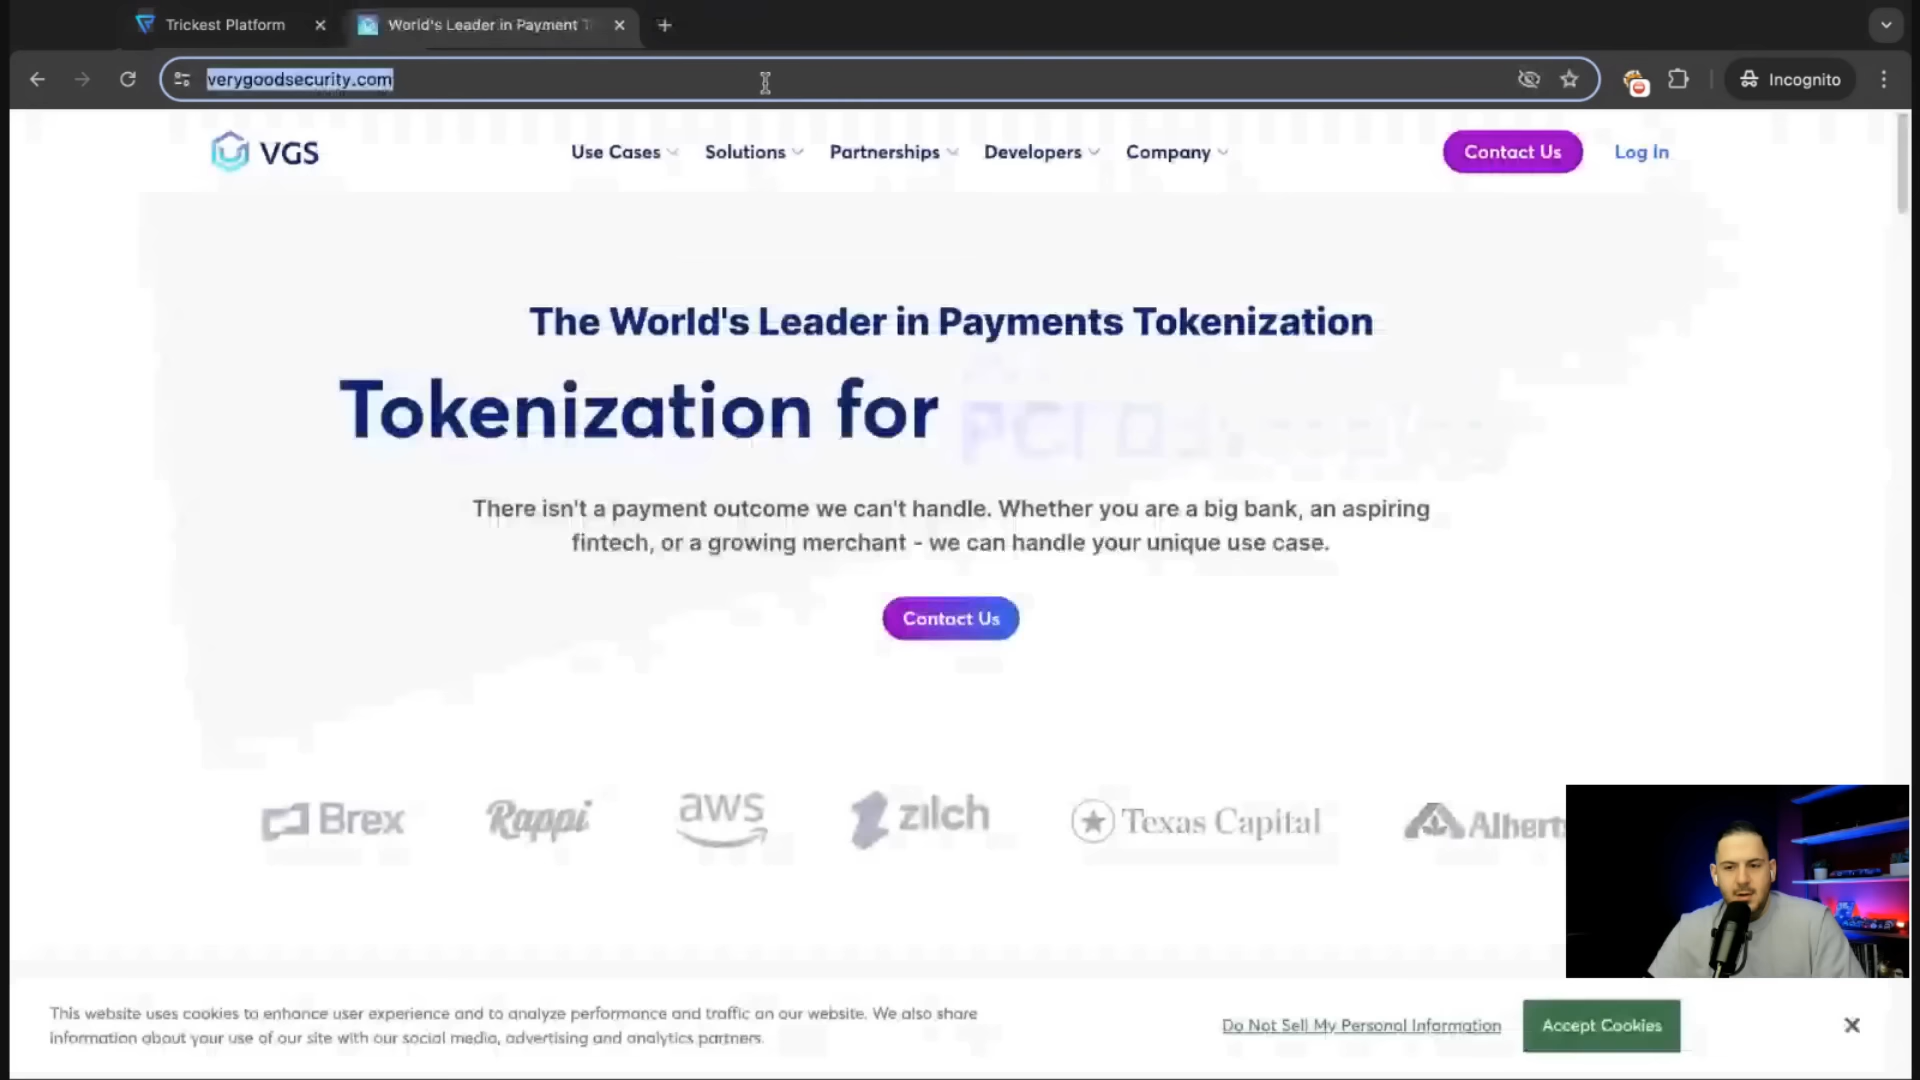 Trickest Platform
World's Leader in Payment
verygoodsecurity.com
Incognito
VGS
Use Cases
Solutions
Partnerships
Developers
Company
Contact Us
Log In
The World's Leader in Payments Tokenization
Tokenization for
There isn't a payment outcome we can't handle. Whether you are a big bank, an aspiring
fintech, or a growing merchant - we can handle your unique use case.
Contact Us
Brex
Rappi
aws
zilch
Texas Capital
Albert
This website uses cookies to enhance user experience and to analyze performance and traffic on our website. We also share
information about your use of our site with our social media, advertising and analytics partners.
Do Not Sell My Personal Information
Accept Cookies